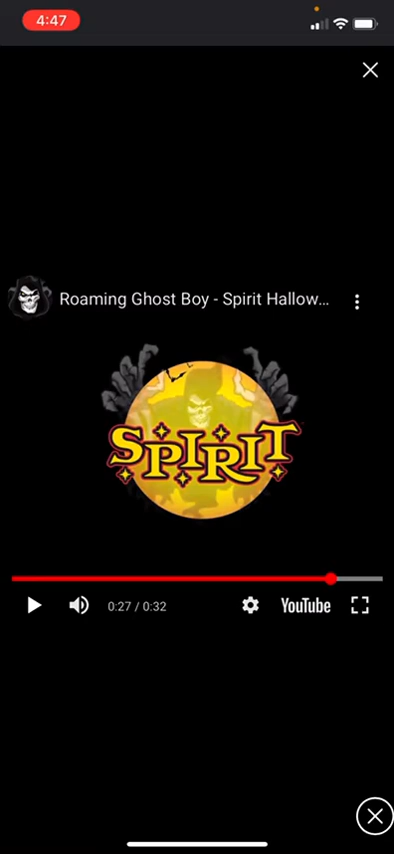 4:47
Roaming Ghost Boy - Spirit Hallow...
SPIRIT
0:27 / 0:32
YouTube